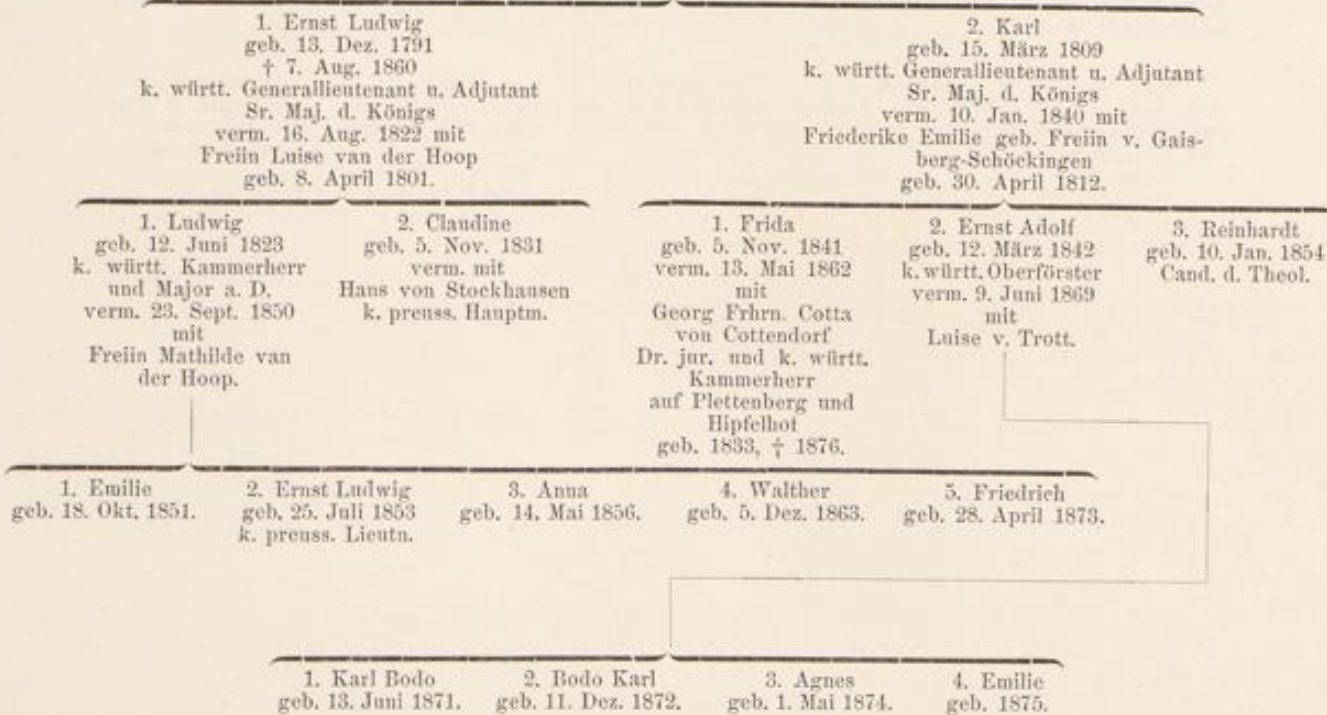 1. Ernst Ludwig
geb. 13. Dez. 1791
† 7. Aug. 1860
k. württ. Generallieutenant u. Adjutant
Sr. Maj. d. Königs
verm. 16. Aug. 1822 mit
Freiin Luise van der Hoop
geb. 8. April 1801.
2. Karl
geb. 15. März 1809
k. württ. Generallieutenant u. Adjutant
Sr. Maj. d. Königs
verm. 10. Jan. 1840 mit
Friederike Emilie geb. Freiin v. Gais-
berg-Schöckingen
geb. 30. April 1812.
1. Ludwig
geb. 12. Juni 1823
k. württ. Kammerherr
und Major a. D.
verm. 23. Sept. 1850
mit
Freiin Mathilde van
der Hoop.
2. Claudine
geb. 5. Nov. 1831
verm. mit
Hans von Stockhausen
k. preuss. Hauptm.
1. Frida
geb. 5. Nov. 1841
verm. 13. Mai 1862
mit
Georg Frhrn. Cotta
von Cottendorf
Dr. jur. und k. württ.
Kammerherr
auf Plettenberg und
Hipfelhof
geb. 1833, † 1876.
2. Ernst Adolf
geb. 12. März 1842
k. württ. Oberförster
verm. 9. Juni 1869
mit
Luise v. Trott.
3. Reinhardt
geb. 10. Jan. 1854
Cand. d. Theol.
1. Emilie
geb. 18. Okt. 1851.
2. Ernst Ludwig
geb. 25. Juli 1853
k. preuss. Lieutn.
3. Anna
geb. 14. Mai 1856.
4. Walther
geb. 5. Dez. 1863.
5. Friedrich
geb. 28. April 1873.
1. Karl Bodo
geb. 13. Juni 1871.
2. Bodo Karl
geb. 11. Dez. 1872.
3. Agnes
geb. 1. Mai 1874.
4. Emilie
geb. 1875.